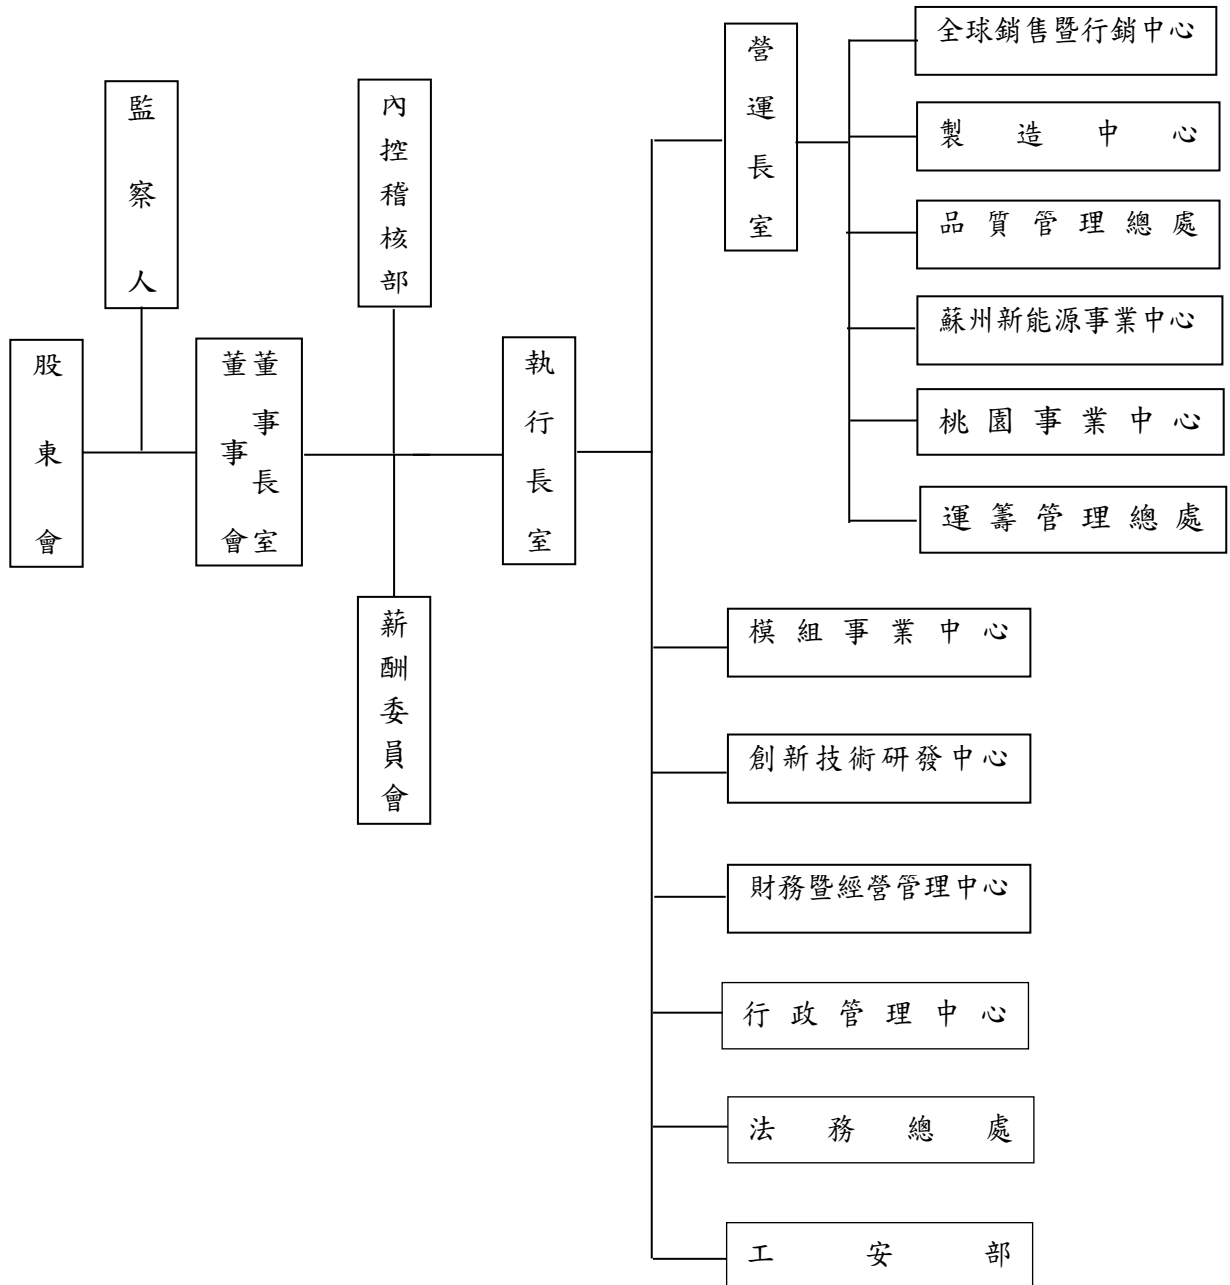 監察人
內控稽核部
股東會
董事會
董事長室
執行長室
薪酬委員會
營運長室
全球銷售暨行銷中心
製造中心
品質管理總處
蘇州新能源事業中心
桃園事業中心
運籌管理總處
模組事業中心
創新技術研發中心
財務暨經營管理中心
行政管理中心
法務總處
工安部